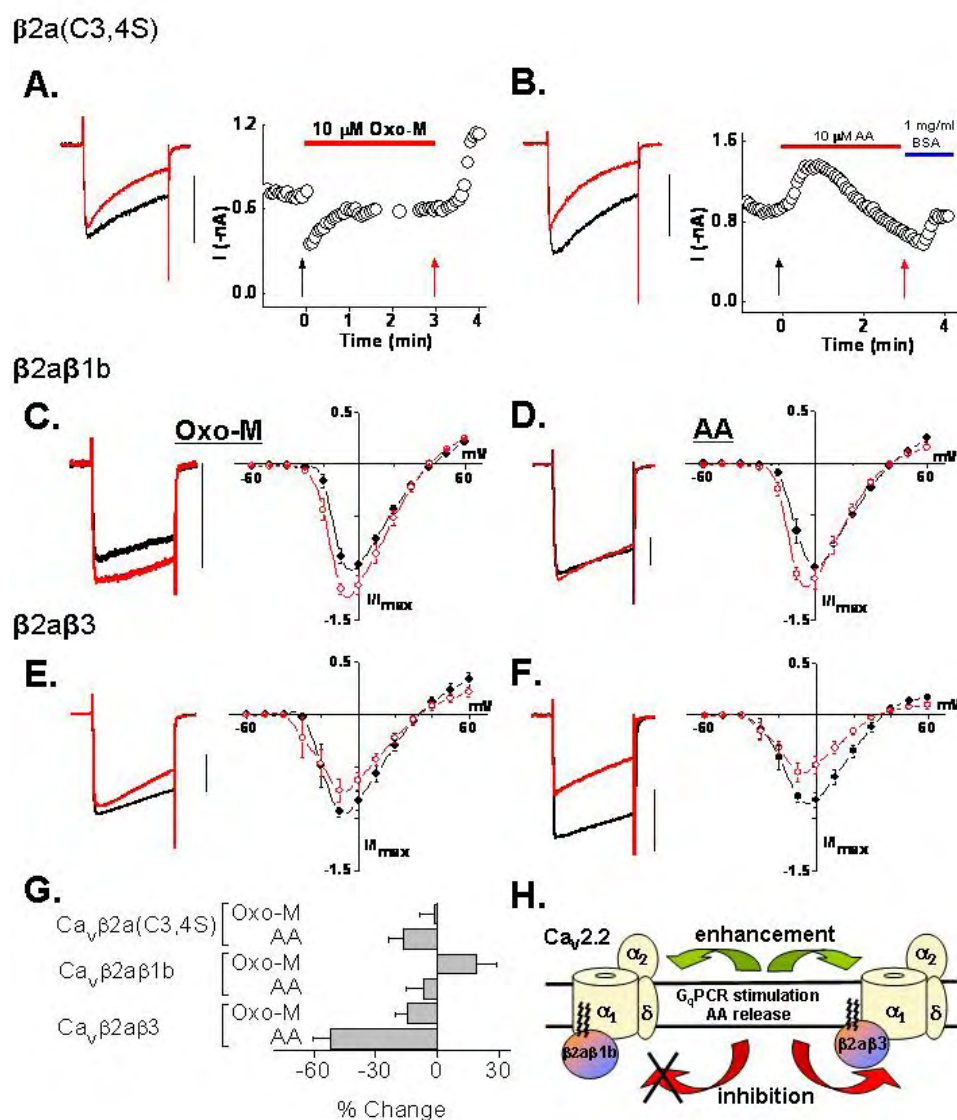 β2a(C3,4S)
A.
10 μM Oxo-M
I (-nA)
1.2
0.6
0.0
0 1 2 3 4
Time (min)
B.
10 μM AA
1 mg/ml
BSA
I (-nA)
1.6
0.8
0.0
0 2 4
Time (min)
β2aβ1b
C.
Oxo-M
0.5
mV
-60
60
I/Imax
-1.5
D.
AA
0.5
mV
-60
60
I/Imax
-1.5
β2aβ3
E.
0.5
mV
-60
60
I/Imax
-1.5
F.
0.5
mV
-60
60
I/Imax
-1.5
G.
Cavβ2a(C3,4S)
Oxo-M
AA
Cavβ2aβ1b
Oxo-M
AA
Cavβ2aβ3
Oxo-M
AA
-60 -30 0 30
% Change
H.
Cav2.2
enhancement
α2
α2
GqPCR stimulation
AA release
α1
δ
α1
δ
β2aβ1b
β2aβ3
inhibition